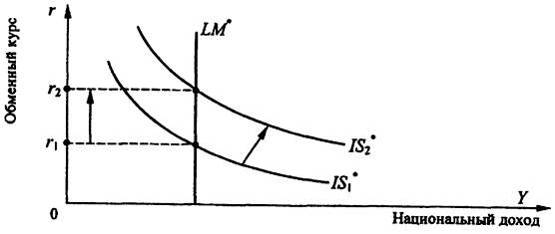 Обменный курс
r
LM*
r₂
r₁
IS₂*
IS₁*
0
Y
Национальный доход